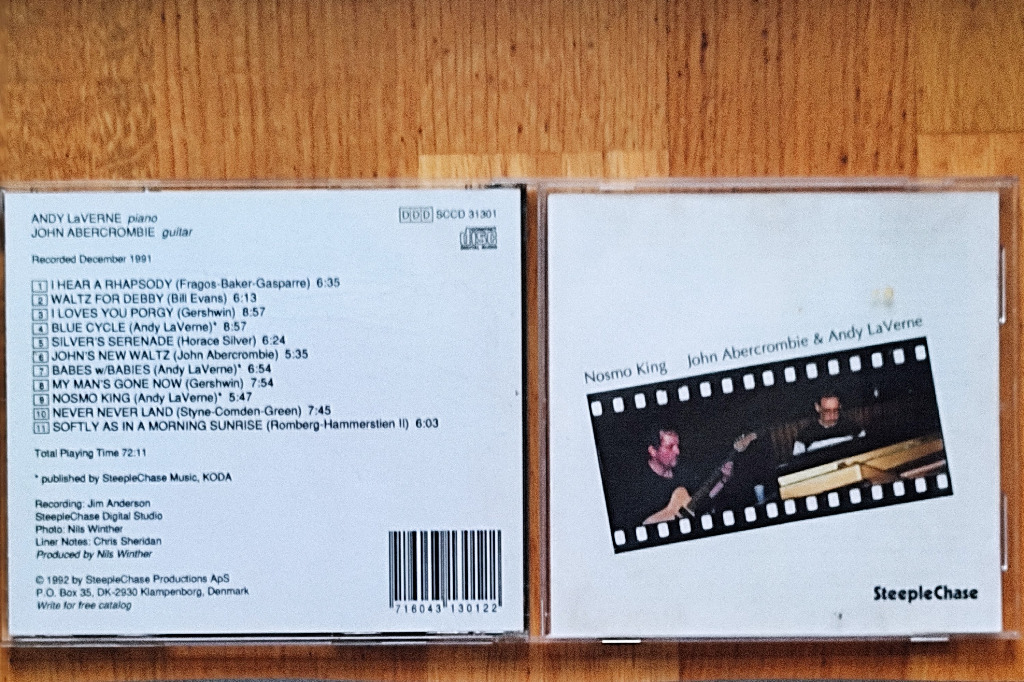 ANDY LaVERNE piano
JOHN ABERCROMBIE guitar
DDD SCCD 31301
disc
Recorded December 1991
1 I HEAR A RHAPSODY (Fragos-Baker-Gasparre) 6:35
2 WALTZ FOR DEBBY (Bill Evans) 6:13
3 I LOVES YOU PORGY (Gershwin) 8:57
4 BLUE CYCLE (Andy LaVerne)* 8:57
5 SILVER'S SERENADE (Horace Silver) 6:24
6 JOHN'S NEW WALTZ (John Abercrombie) 5:35
7 BABES w/BABIES (Andy LaVerne)* 6:54
8 MY MAN'S GONE NOW (Gershwin) 7:54
9 NOSMO KING (Andy LaVerne)* 5:47
10 NEVER NEVER LAND (Styne-Comden-Green) 7:45
11 SOFTLY AS IN A MORNING SUNRISE (Romberg-Hammerstien II) 6:03
Total Playing Time 72:11
* published by SteepleChase Music, KODA
Recording: Jim Anderson
SteepleChase Digital Studio
Photo: Nils Winther
Liner Notes: Chris Sheridan
Produced by Nils Winther
© 1992 by SteepleChase Productions ApS
P.O. Box 35, DK-2930 Klampenborg, Denmark
Write for free catalog
716043 130122
Nosmo King John Abercrombie & Andy LaVerne
SteepleChase